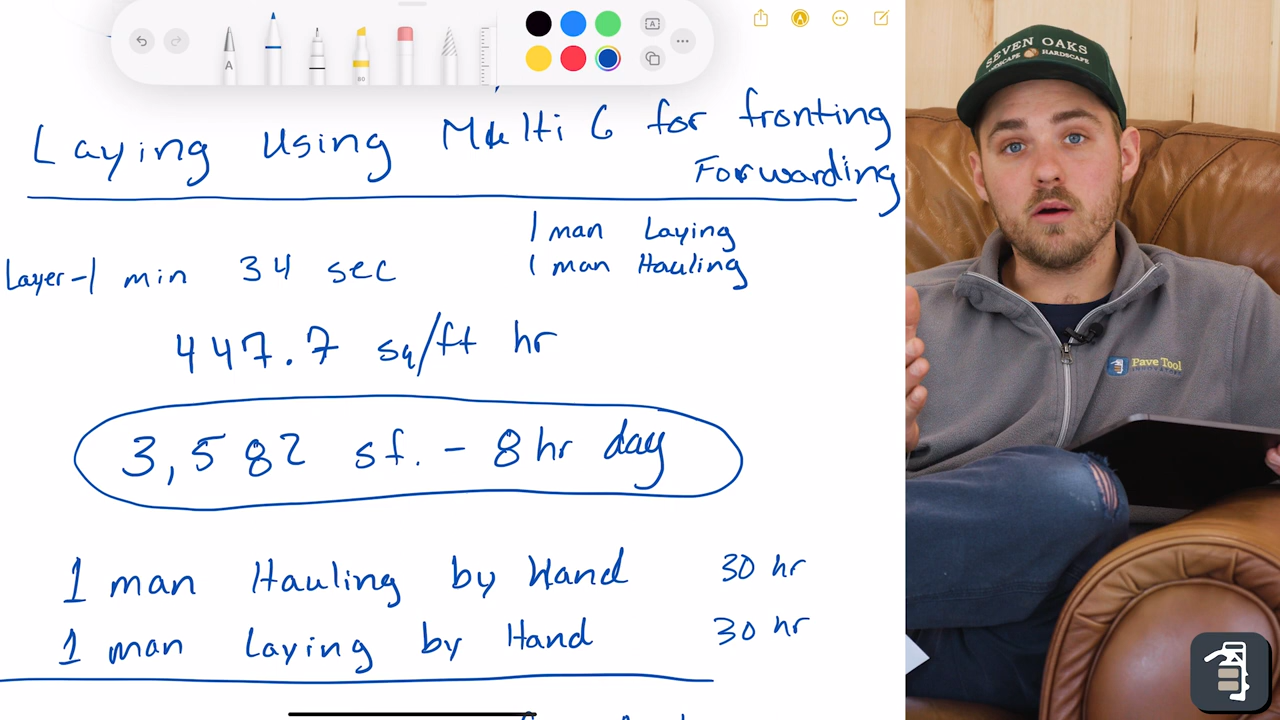 A
80
A
Laying Using Multi 6 for fronting
Forwarding
1 man Laying
1 man Hauling
Layer-1 min 34 sec
447.7 sq/ft hr
3,582 sf. - 8 hr day
1 man Hauling by Hand 30 hr
1 man Laying by Hand 30 hr
SEVEN OAKS
LANDSCAPE HARDSCAPE
Pave Tool